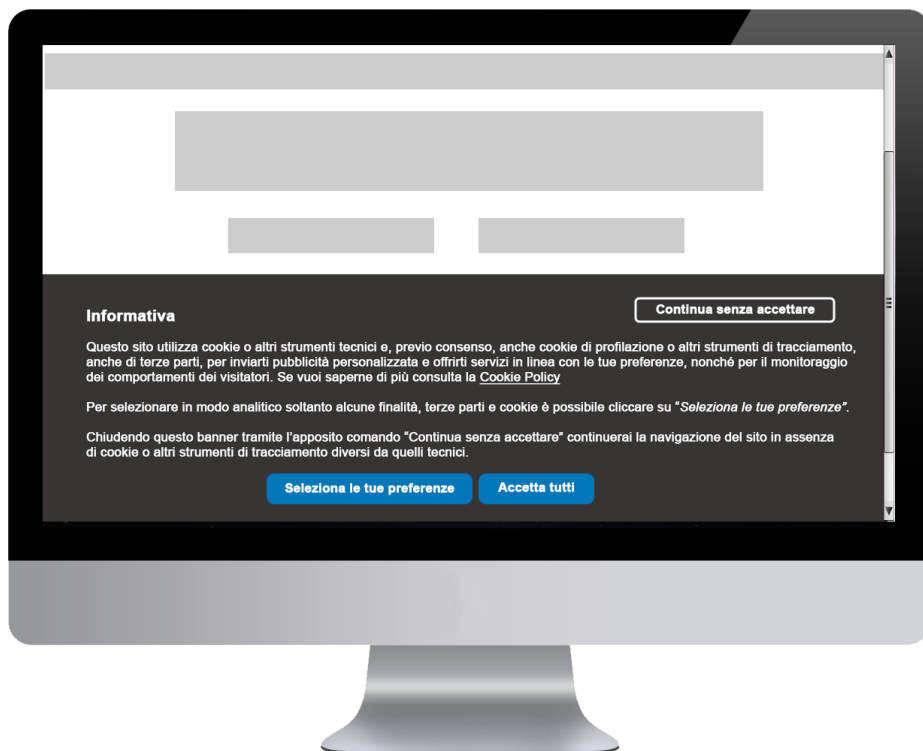 Continua senza accettare
Informativa
Questo sito utilizza cookie o altri strumenti tecnici e, previo consenso, anche cookie di profilazione o altri strumenti di tracciamento,
anche di terze parti, per inviarti pubblicità personalizzata e offrirti servizi in linea con le tue preferenze, nonché per il monitoraggio
dei comportamenti dei visitatori. Se vuoi saperne di più consulta la Cookie Policy
Per selezionare in modo analitico soltanto alcune finalità, terze parti e cookie è possibile cliccare su “Seleziona le tue preferenze”.
Chiudendo questo banner tramite l’apposito comando “Continua senza accettare” continuerai la navigazione del sito in assenza
di cookie o altri strumenti di tracciamento diversi da quelli tecnici.
Seleziona le tue preferenze Accetta tutti